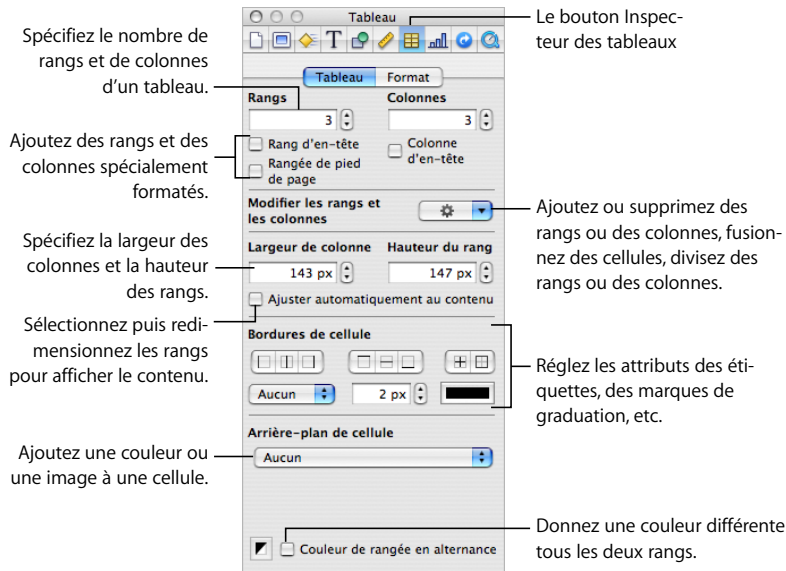 Tableau
Le bouton Inspec-
teur des tableaux
Spécifiez le nombre de
rangs et de colonnes
d'un tableau.
Tableau
Format
Rangs
Colonnes
3
3
Ajoutez des rangs et des
colonnes spécialement
formatés.
Rang d'en-tête
Colonne
d'en-tête
Rangée de pied
de page
Modifier les rangs et
les colonnes
Ajoutez ou supprimez des
rangs ou des colonnes, fusion-
nez des cellules, divisez des
rangs ou des colonnes.
Spécifiez la largeur des
colonnes et la hauteur
des rangs.
Largeur de colonne
Hauteur du rang
143 px
147 px
Ajuster automatiquement au contenu
Sélectionnez puis redi-
mensionnez les rangs
pour afficher le contenu.
Bordures de cellule
Aucun
2 px
Réglez les attributs des éti-
quettes, des marques de
graduation, etc.
Arrière-plan de cellule
Aucun
Ajoutez une couleur ou
une image à une cellule.
Couleur de rangée en alternance
Donnez une couleur différente
tous les deux rangs.